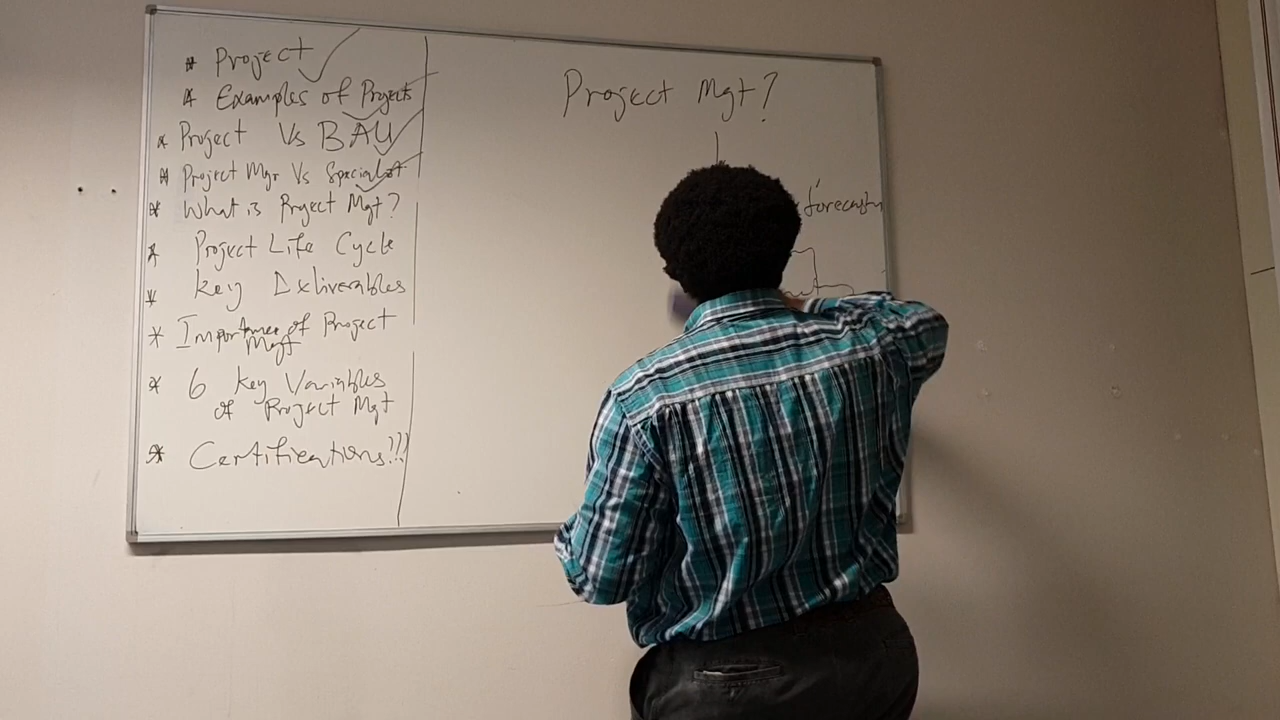 * Project
* Examples of Projects
* Project Vs BAU
* Project Mgr Vs Specialist
* What is Project Mgt?
* Project Life Cycle
* Key Deliverables
* Importance of Project
Mgt
* 6 Key Variables
of Project Mgt
* Certifications!!!
Project Mgt?
forecastn